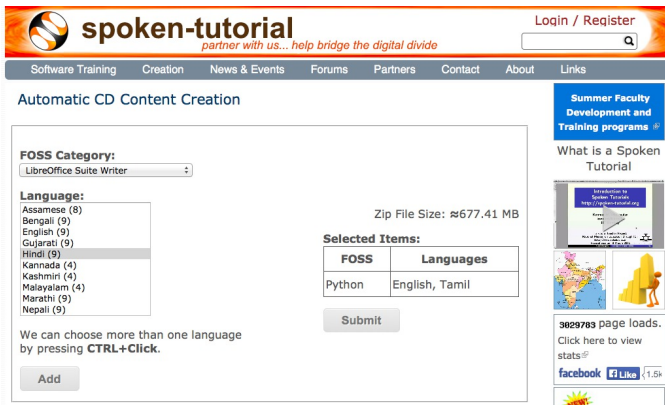 spoken-tutorial
partner with us... help bridge the digital divide
Login / Register
Software Training Creation News & Events Forums Partners Contact About Links
Automatic CD Content Creation
FOSS Category:
LibreOffice Suite Writer
Language:
Assamese (8)
Bengali (9)
English (9)
Gujarati (9)
Hindi (9)
Kannada (4)
Kashmiri (4)
Malayalam (4)
Marathi (9)
Nepali (9)
We can choose more than one language
by pressing CTRL+Click.
Add
Zip File Size: ≈677.41 MB
Selected Items:
FOSS Languages
Python English, Tamil
Submit
Summer Faculty
Development and
Training programs
What is a Spoken
Tutorial
Introduction to
Spoken Tutorials
http://spoken-tutorial.org
3029783 page loads.
Click here to view
stats
facebook Like 1.5k
NEW